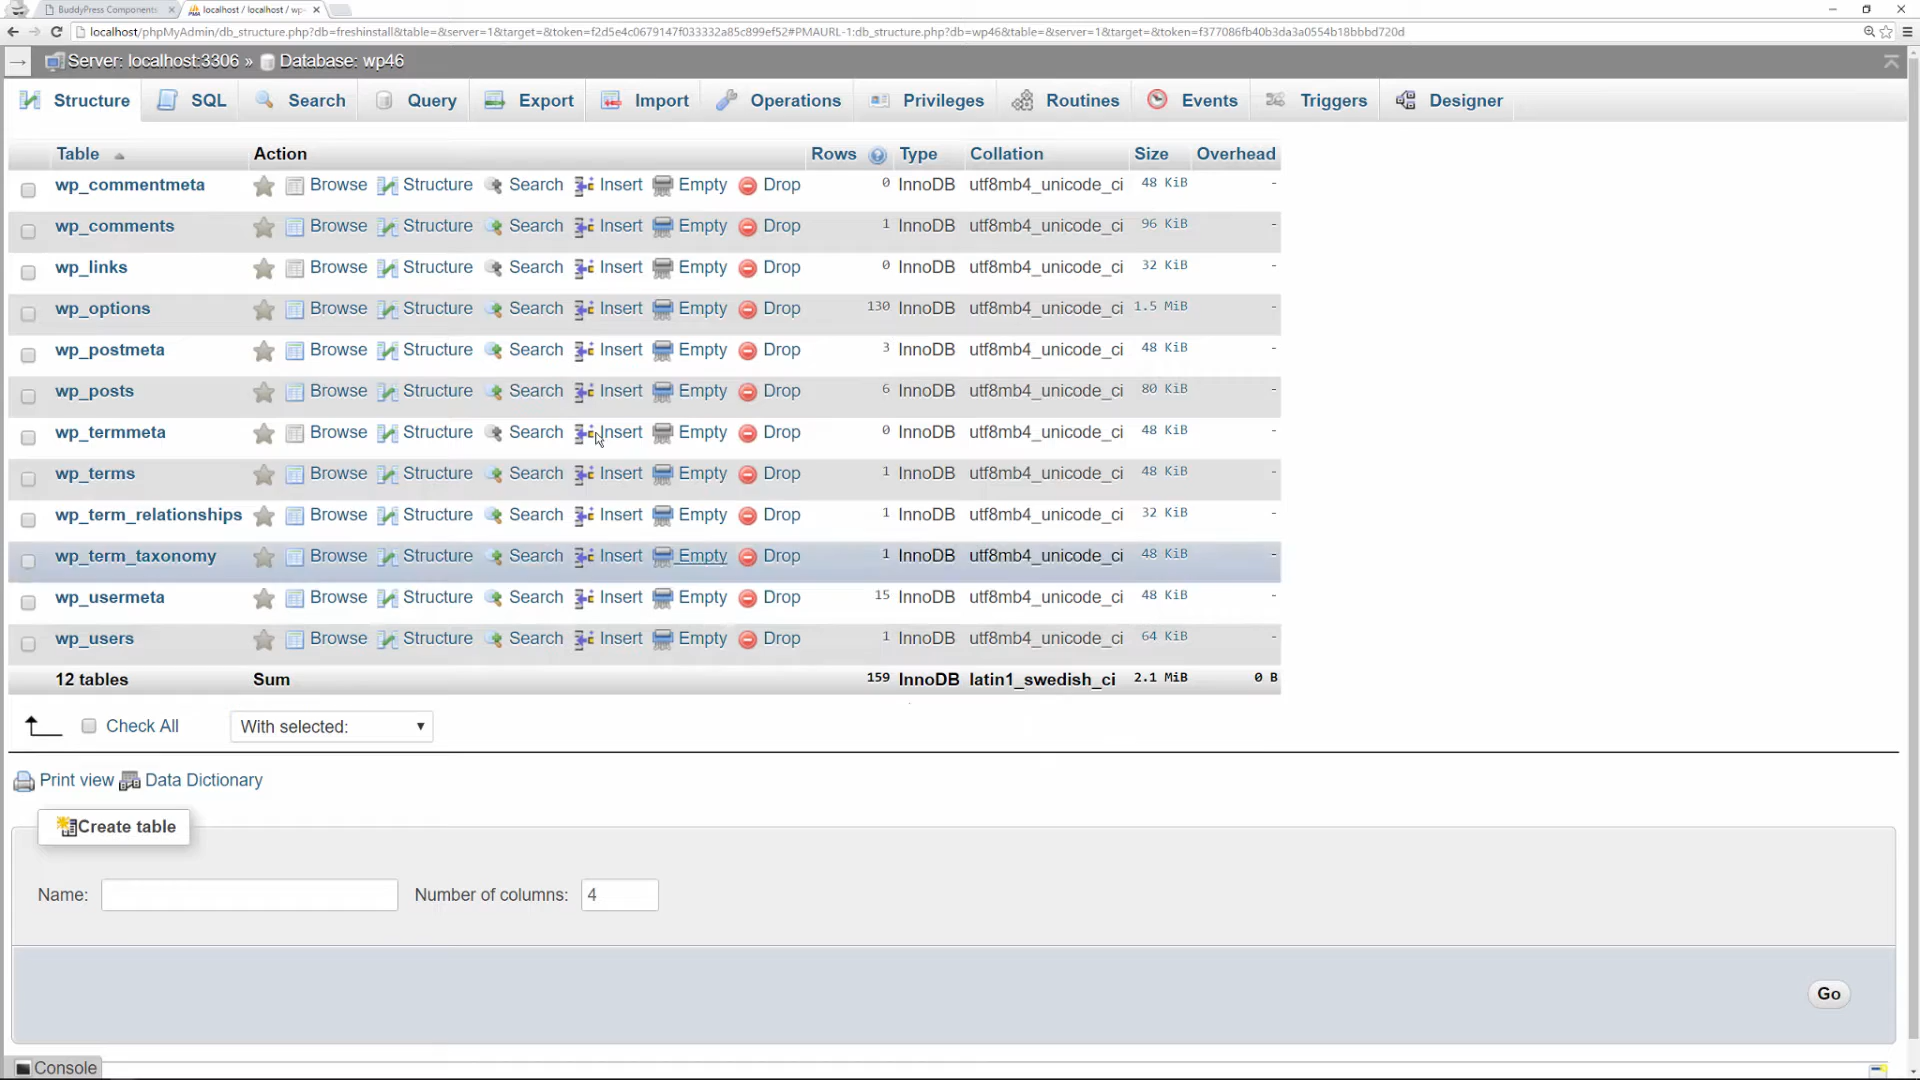 BuddyPress Components
localhost / localhost / wp
localhost/phpMyAdmin/db_structure.php?db=freshinstall&table=&server=1&target=&token=f2d5e4c0679147f033332a85c899ef52#PMAURL-1:db_structure.php?db=wp46&table=&server=1&target=&token=f377086fb40b3da3a0554b18bbbd720d
Server: localhost:3306 » Database: wp46
Structure SQL Search Query Export Import Operations Privileges Routines Events Triggers Designer
Table Action Rows Type Collation Size Overhead
wp_commentmeta Browse Structure Search Insert Empty Drop 0 InnoDB utf8mb4_unicode_ci 48 KiB -
wp_comments Browse Structure Search Insert Empty Drop 1 InnoDB utf8mb4_unicode_ci 96 KiB -
wp_links Browse Structure Search Insert Empty Drop 0 InnoDB utf8mb4_unicode_ci 32 KiB -
wp_options Browse Structure Search Insert Empty Drop 130 InnoDB utf8mb4_unicode_ci 1.5 MiB -
wp_postmeta Browse Structure Search Insert Empty Drop 3 InnoDB utf8mb4_unicode_ci 48 KiB -
wp_posts Browse Structure Search Insert Empty Drop 6 InnoDB utf8mb4_unicode_ci 80 KiB -
wp_termmeta Browse Structure Search Insert Empty Drop 0 InnoDB utf8mb4_unicode_ci 48 KiB -
wp_terms Browse Structure Search Insert Empty Drop 1 InnoDB utf8mb4_unicode_ci 48 KiB -
wp_term_relationships Browse Structure Search Insert Empty Drop 1 InnoDB utf8mb4_unicode_ci 32 KiB -
wp_term_taxonomy Browse Structure Search Insert Empty Drop 1 InnoDB utf8mb4_unicode_ci 48 KiB -
wp_usermeta Browse Structure Search Insert Empty Drop 15 InnoDB utf8mb4_unicode_ci 48 KiB -
wp_users Browse Structure Search Insert Empty Drop 1 InnoDB utf8mb4_unicode_ci 64 KiB -
12 tables Sum 159 InnoDB latin1_swedish_ci 2.1 MiB 0 B
Check All With selected:
Print view Data Dictionary
Create table
Name: Number of columns: 4
Go
Console